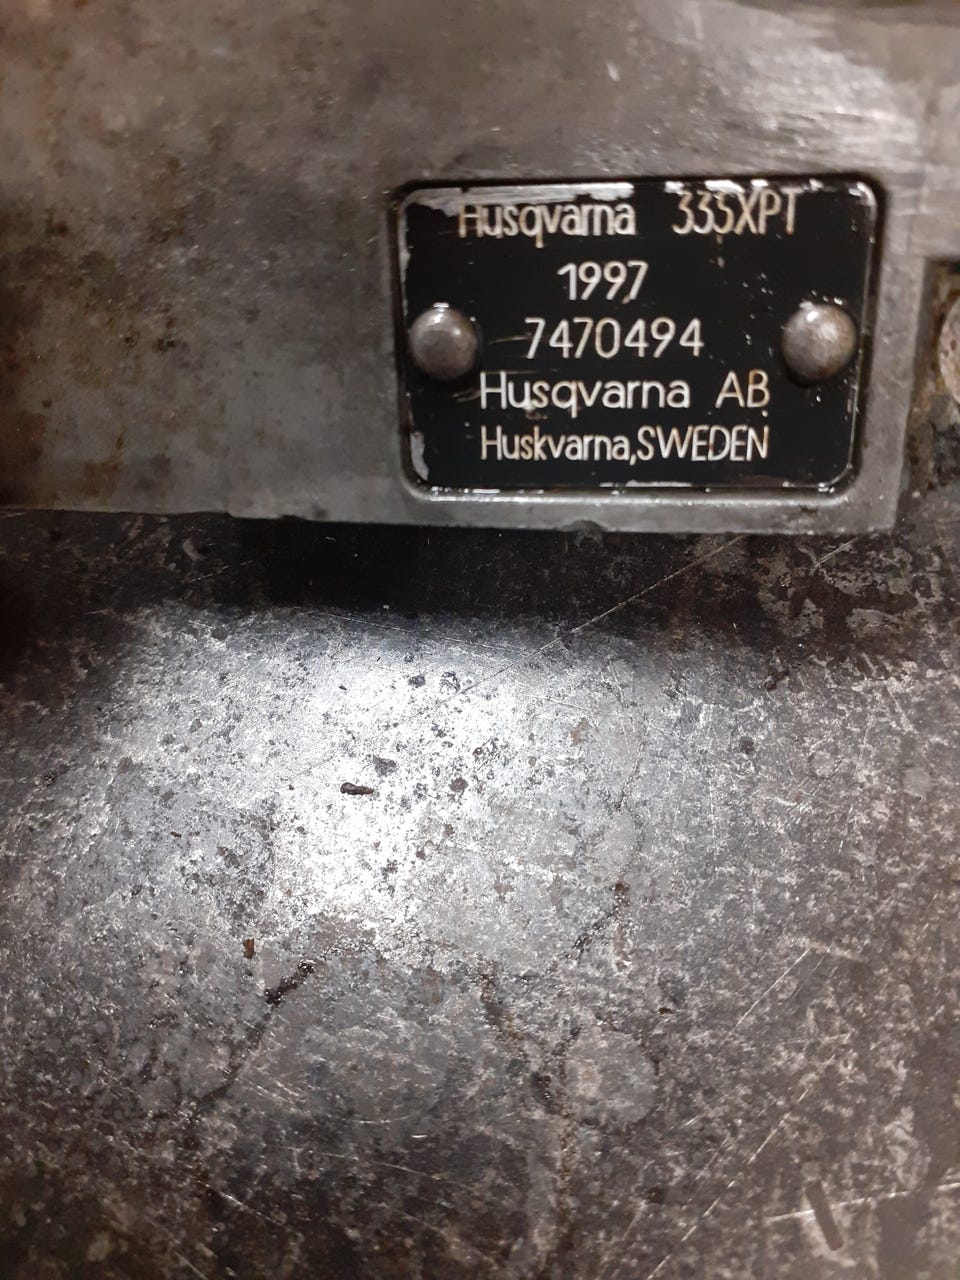 Husqvarna 335XPT
1997
7470494
Husqvarna AB
Huskvarna,SWEDEN